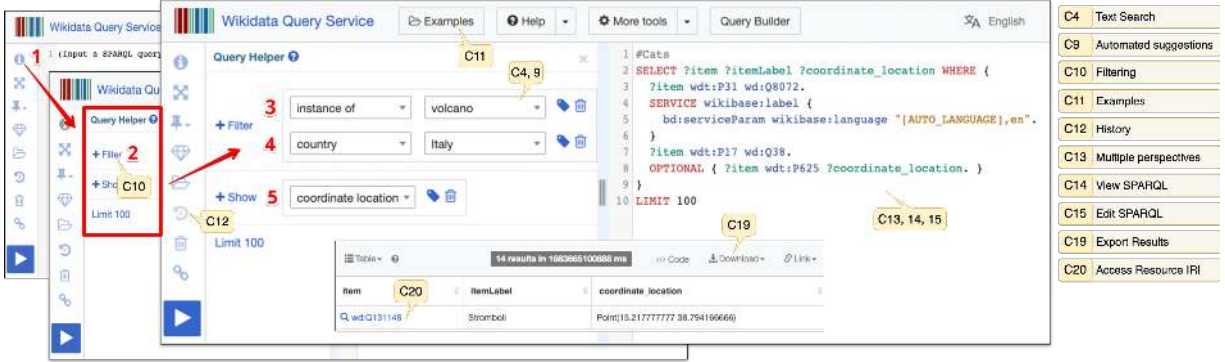 Wikidata Query Service
1
1 (Input a SPARQL query
Wikidata Qu
Query Helper
+ Filter 2
C10
+ Sho
Limit 100
Wikidata Query Service
Examples
Help
More tools
Query Builder
English
C11
Query Helper
C4, 9
3 instance of
volcano
+ Filter
4 country
Italy
+ Show 5 coordinate location
C12
Limit 100
1 #Cats
2 SELECT ?item ?itemLabel ?coordinate_location WHERE {
3 ?item wdt:P31 wd:Q8072.
4 SERVICE wikibase:label {
5 bd:serviceParam wikibase:language "[AUTO_LANGUAGE],en".
6 }
7 ?item wdt:P17 wd:Q38.
8 OPTIONAL { ?item wdt:P625 ?coordinate_location. }
9 }
10 LIMIT 100
C13, 14, 15
C19
Table
14 results in 1683665100888 ms
Code
Download
Link
item
C20
itemLabel
coordinate_location
wd:Q131148
Stromboli
Point(15.217777777 38.794166666)
C4 Text Search
C9 Automated suggestions
C10 Filtering
C11 Examples
C12 History
C13 Multiple perspectives
C14 View SPARQL
C15 Edit SPARQL
C19 Export Results
C20 Access Resource IRI